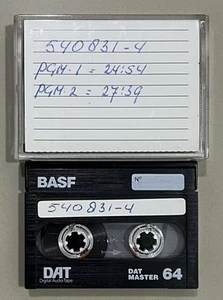 540831-4
PGM.1 = 24:54
PGM.2 = 27:39
BASF
Nº
540831-4
DAT
Digital Audio Tape
DAT
MASTER 64